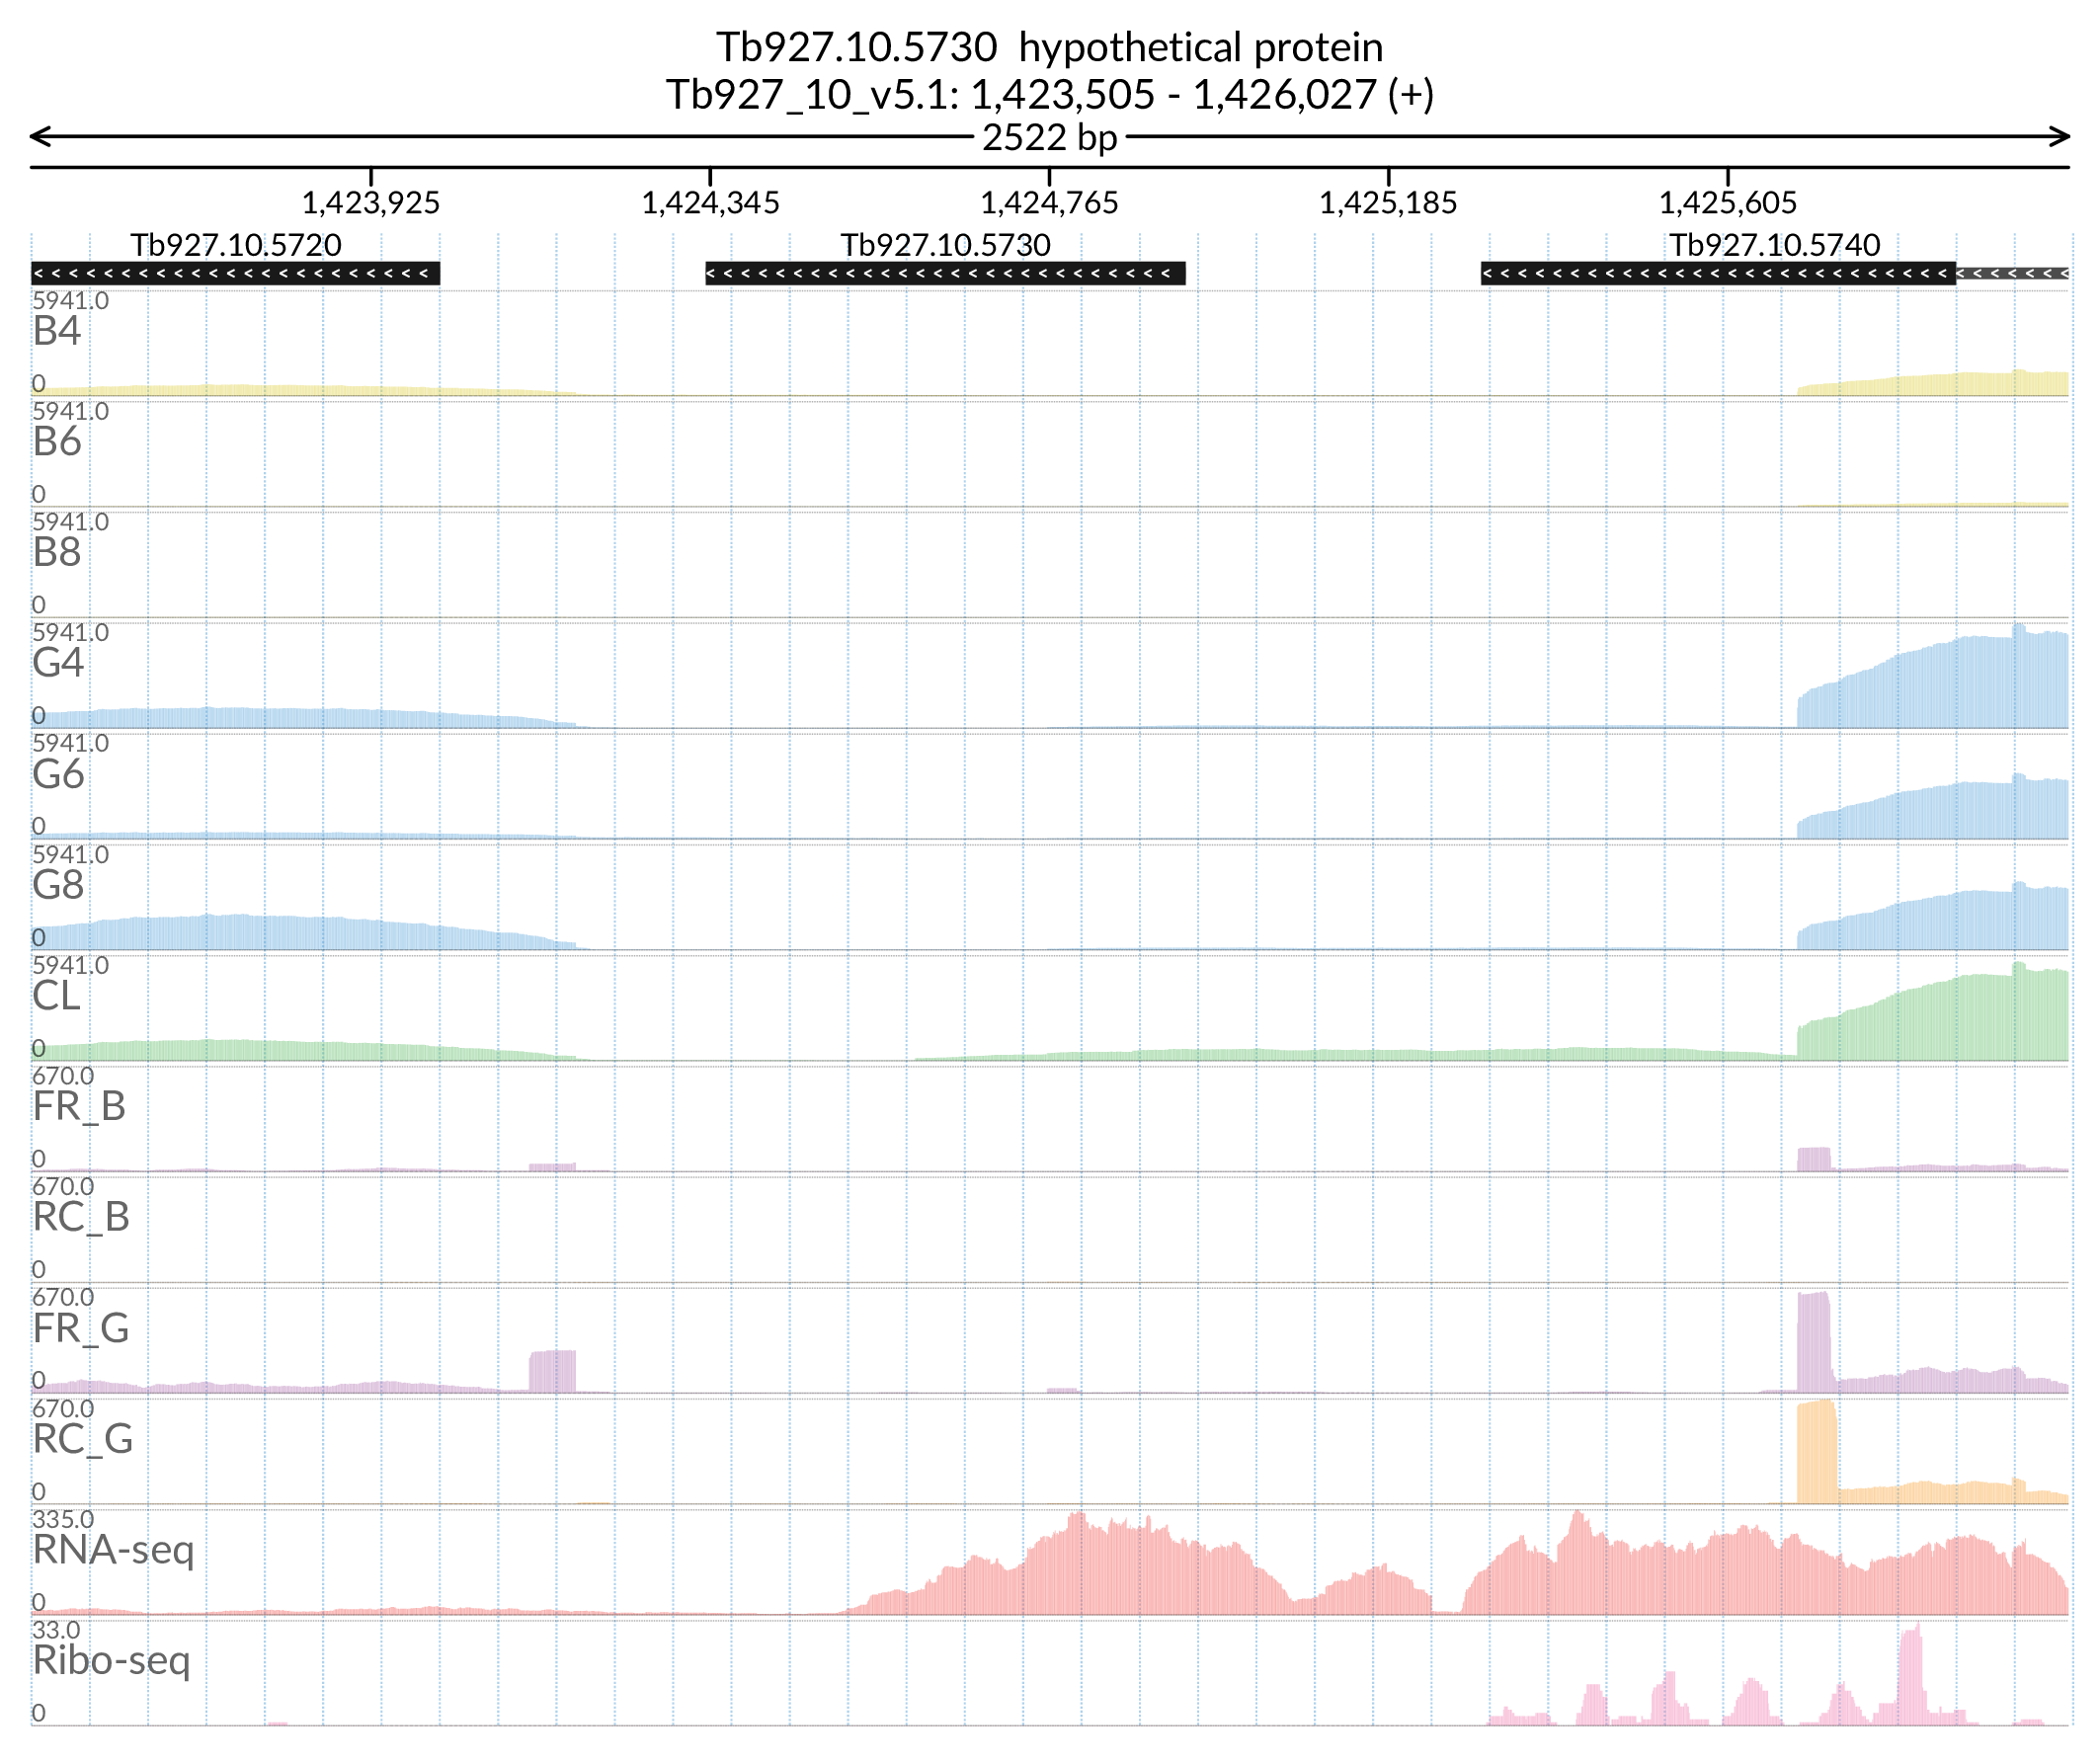 Tb927.10.5730 hypothetical protein
Tb927_10_v5.1: 1,423,505 - 1,426,027 (+)
2522 bp
1,423,925 1,424,345 1,424,765 1,425,185 1,425,605
Tb927.10.5720 Tb927.10.5730 Tb927.10.5740
5941.0
B4
0
5941.0
B6
0
5941.0
B8
0
5941.0
G4
0
5941.0
G6
0
5941.0
G8
0
5941.0
CL
0
670.0
FR_B
0
670.0
RC_B
0
670.0
FR_G
0
670.0
RC_G
0
335.0
RNA-seq
0
33.0
Ribo-seq
0